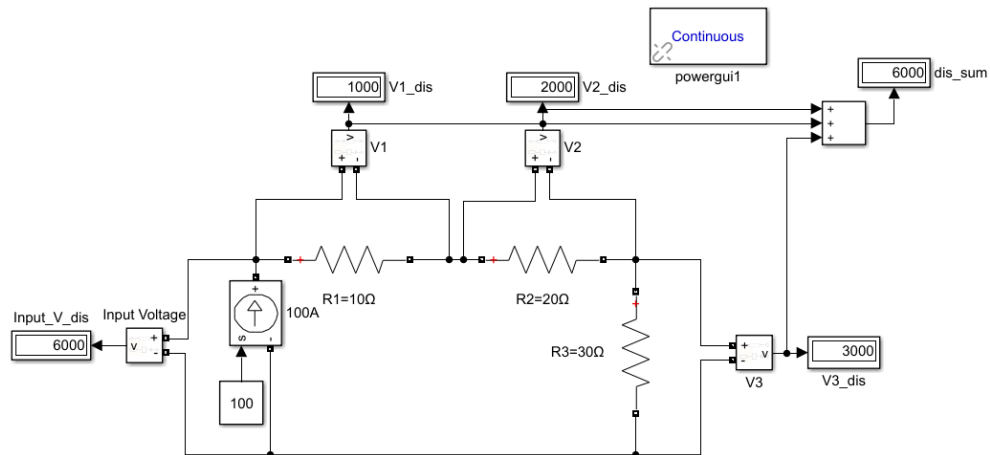 Continuous
powergui1
1000
V1_dis
2000
V2_dis
6000
dis_sum
+
+
+
v
+ -
V1
v
+ -
V2
+
R1=10Ω
+
R2=20Ω
+
R3=30Ω
+
s
-
100A
100
Input_V_dis
6000
Input Voltage
v
+
-
+
-
v
V3
3000
V3_dis